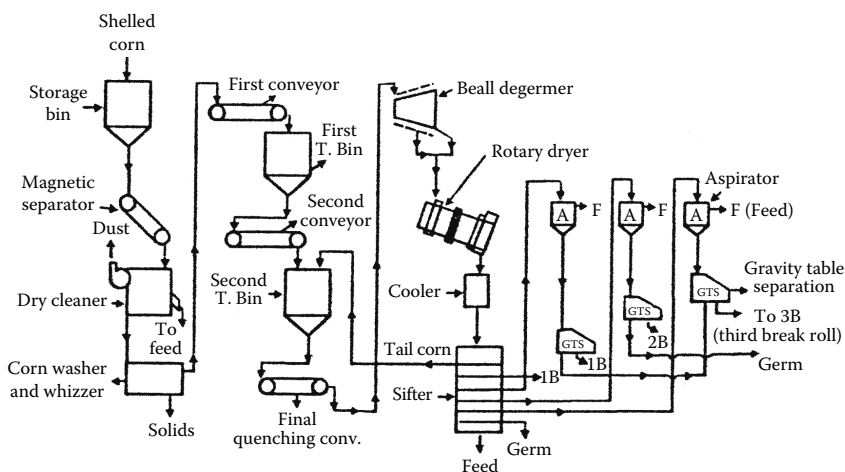 Shelled
corn
Storage
bin
Magnetic
separator
Dust
Dry cleaner
To
feed
Corn washer
and whizzer
Solids
First conveyor
First
T. Bin
Second
conveyor
Second
T. Bin
Tail corn
Final
quenching conv.
Beall degermer
Rotary dryer
Cooler
Sifter
1B
Feed
Germ
A
F
GTS
1B
A
F
GTS
2B
Aspirator
A
F (Feed)
GTS
Gravity table
separation
To 3B
(third break roll)
Germ